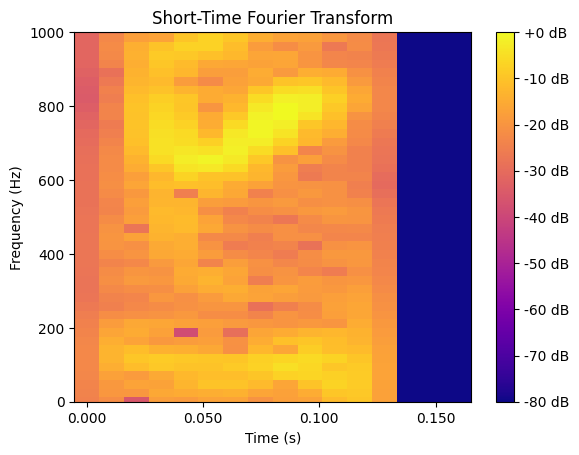 Short-Time Fourier Transform
1000
800
600
400
200
0
Frequency (Hz)
0.000
0.050
0.100
0.150
Time (s)
+0 dB
-10 dB
-20 dB
-30 dB
-40 dB
-50 dB
-60 dB
-70 dB
-80 dB